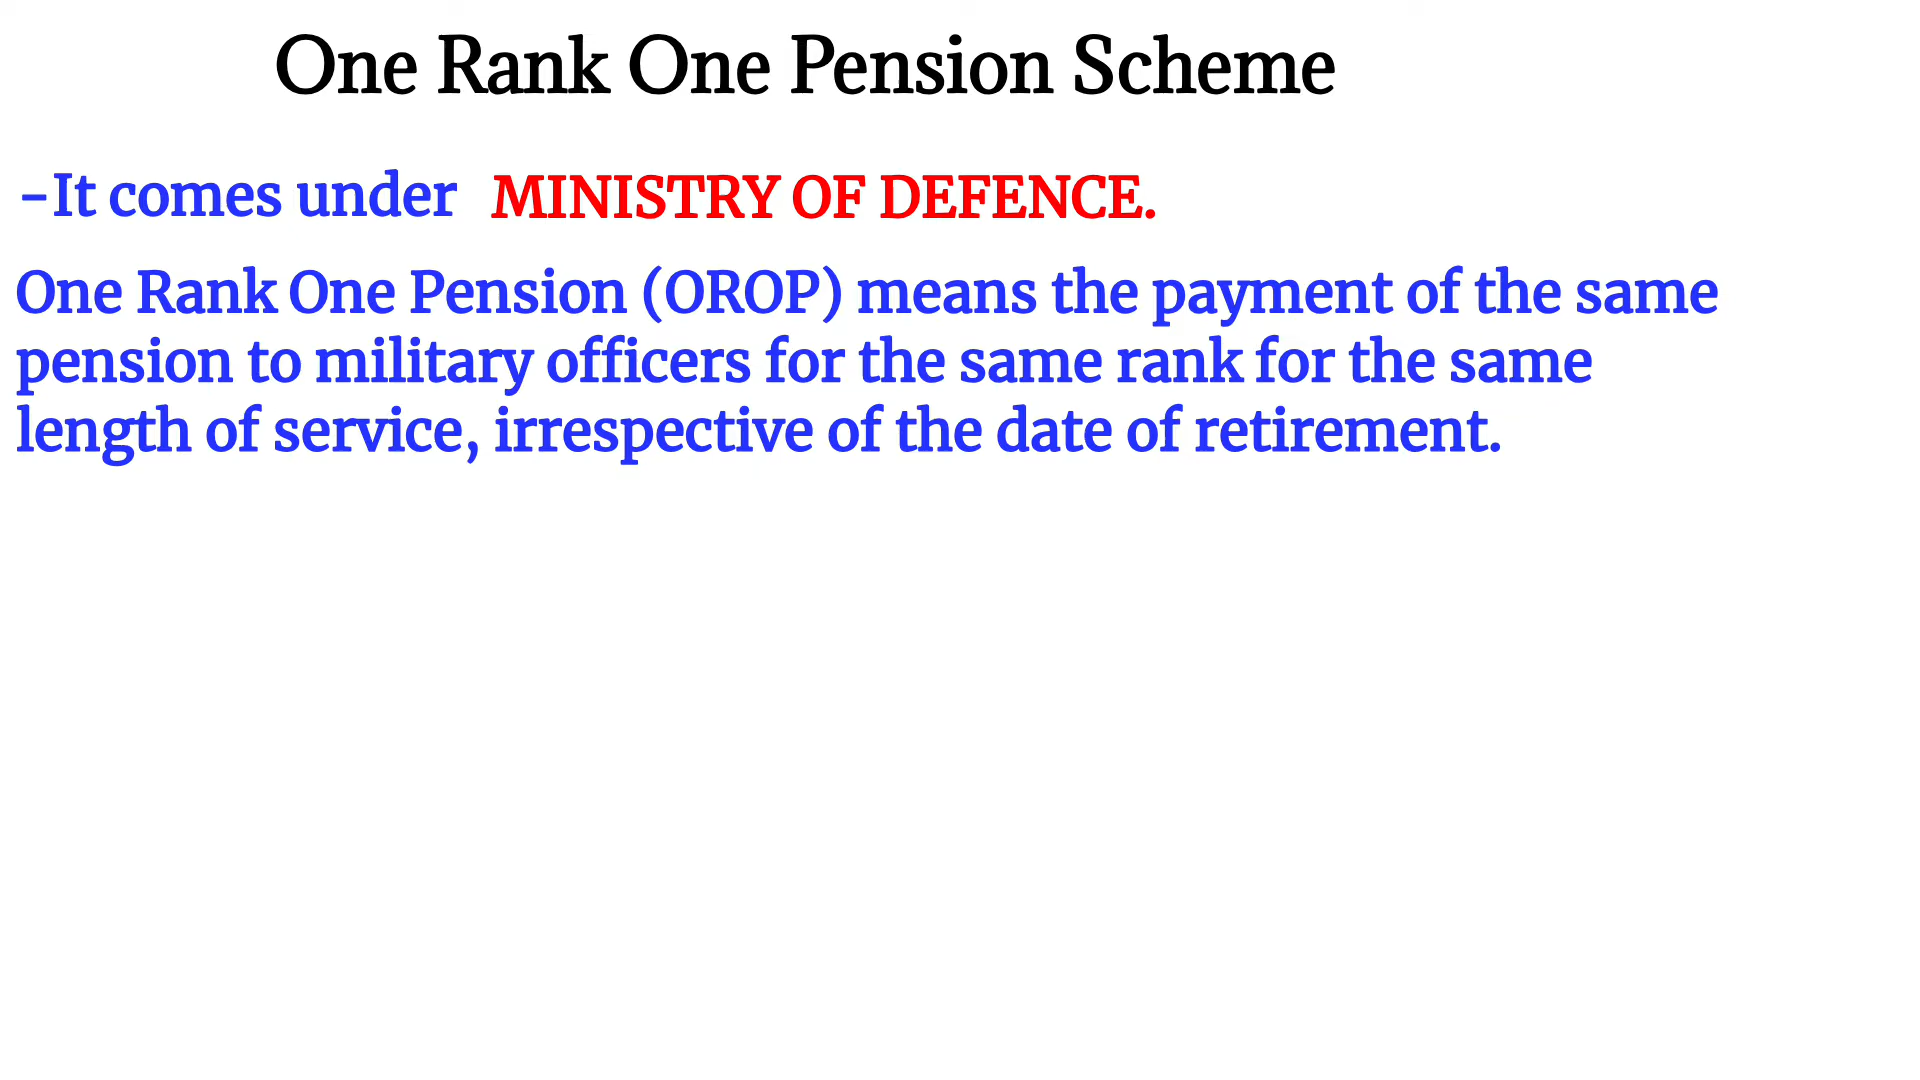 One Rank One Pension Scheme
-It comes under MINISTRY OF DEFENCE.
One Rank One Pension (OROP) means the payment of the same
pension to military officers for the same rank for the same
length of service, irrespective of the date of retirement.